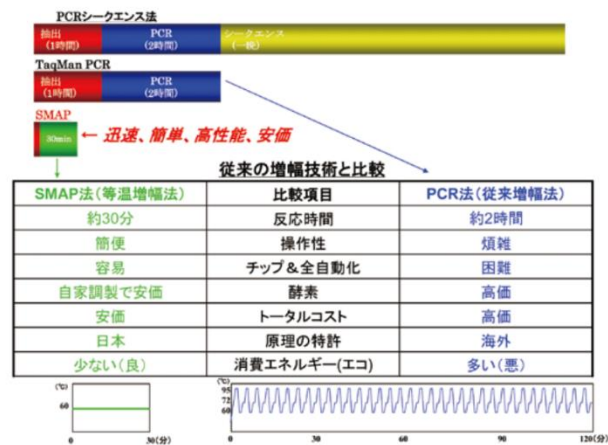 PCRシークエンス法
抽出 PCR シークエンス
(1時間) (2時間) (一晩)
TaqMan PCR
抽出 PCR
(1時間) (2時間)
SMAP
30min ← 迅速、簡単、高性能、安価
従来の増幅技術と比較
SMAP法(等温増幅法) 比較項目 PCR法(従来増幅法)
約30分 反応時間 約2時間
簡便 操作性 煩雑
容易 チップ&全自動化 困難
自家調製で安価 酵素 高価
安価 トータルコスト 高価
日本 原理の特許 海外
少ない(良) 消費エネルギー(エコ) 多い(悪)
(℃) (℃)
95
72
60 60
0 30(分) 0 30 60 90 120(分)